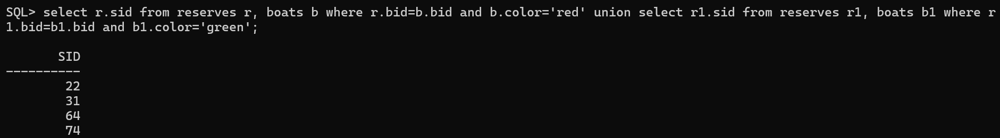 SQL> select r.sid from reserves r, boats b where r.bid=b.bid and b.color='red' union select r1.sid from reserves r1, boats b1 where r
1.bid=b1.bid and b1.color='green';
SID
----------
22
31
64
74